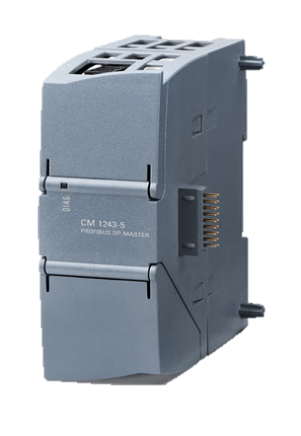 DIAG
CM 1243-5
PROFIBUS DP-MASTER